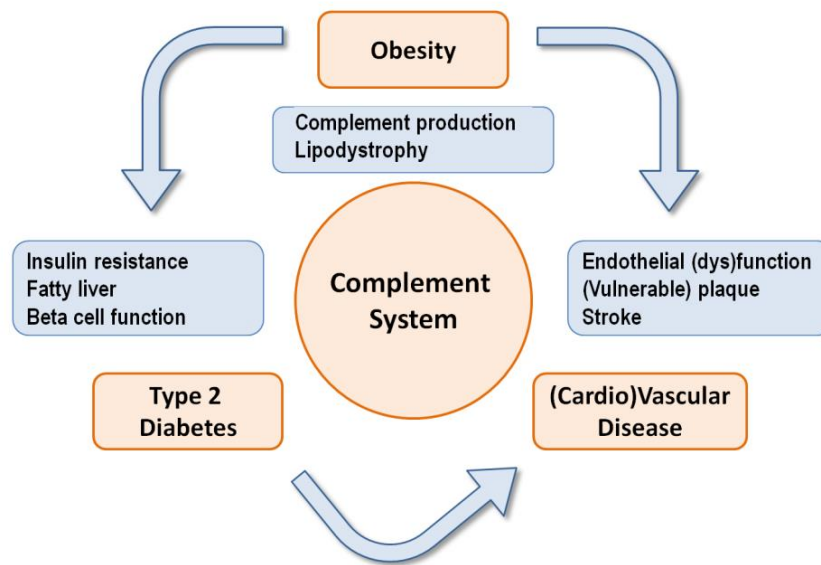 Obesity
Complement production
Lipodystrophy
Insulin resistance
Fatty liver
Beta cell function
Complement
System
Endothelial (dys)function
(Vulnerable) plaque
Stroke
Type 2
Diabetes
(Cardio)Vascular
Disease